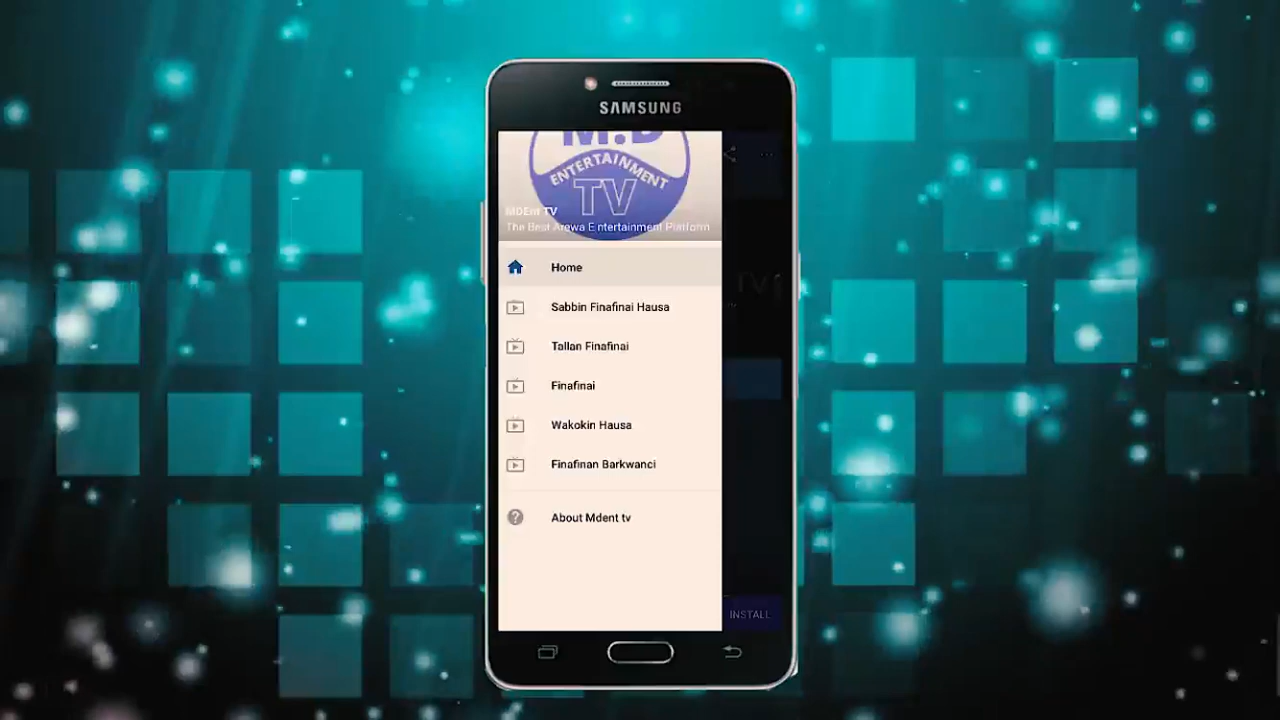 SAMSUNG
M.D
ENTERTAINMENT
TV
MDEnt TV
The Best Arewa Entertainment Platform
Home
Sabbin Finafinai Hausa
Tallan Finafinai
Finafinai
Wakokin Hausa
Finafinan Barkwanci
About Mdent tv
INSTALL